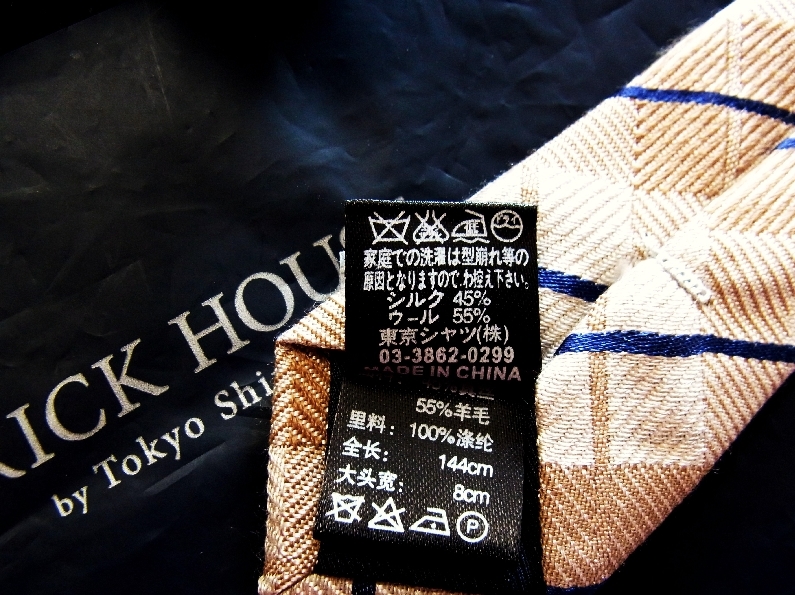 RICK HOUS
by Tokyo Shi
家庭での洗濯は型崩れ等の
原因となりますので、お控え下さい。
シルク 45%
ウール 55%
東京シャツ(株)
03-3862-0299
MADE IN CHINA
55%羊毛
里料: 100%涤纶
全长: 144cm
大头宽: 8cm
P